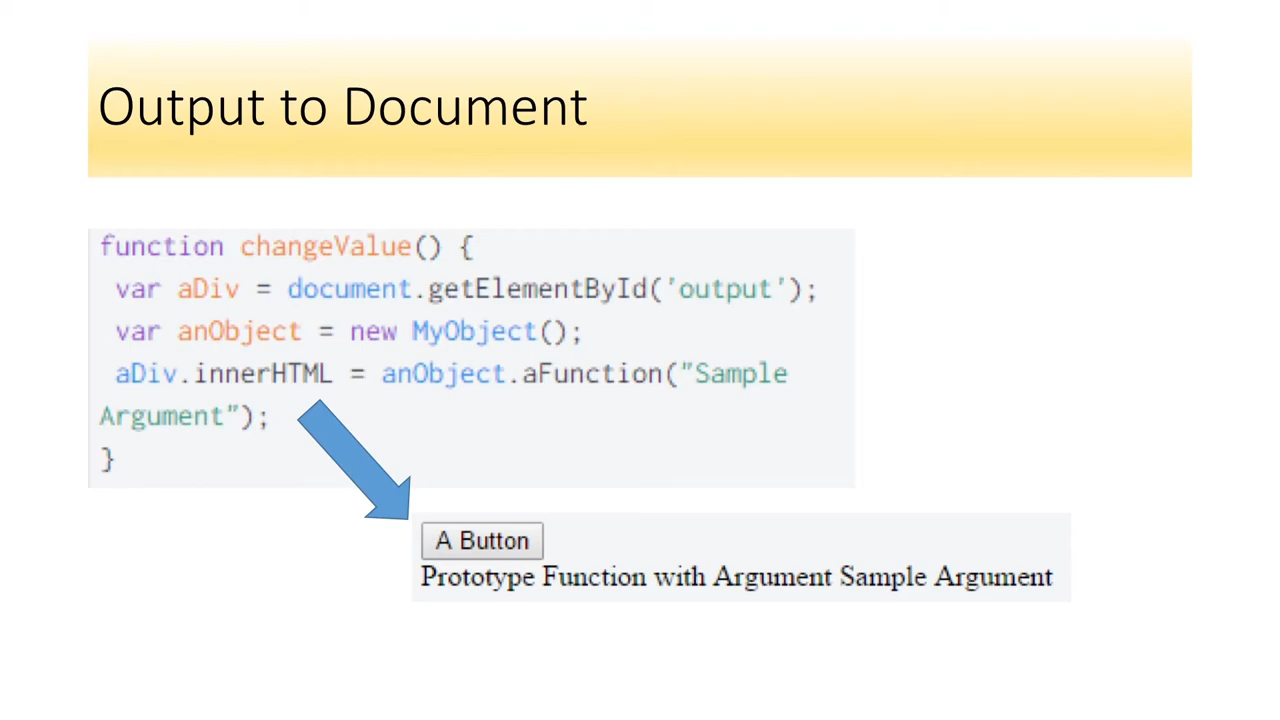 Output to Document
function changeValue() {
var aDiv = document.getElementById('output');
var anObject = new MyObject();
aDiv.innerHTML = anObject.aFunction("Sample
Argument");
}
A Button
Prototype Function with Argument Sample Argument